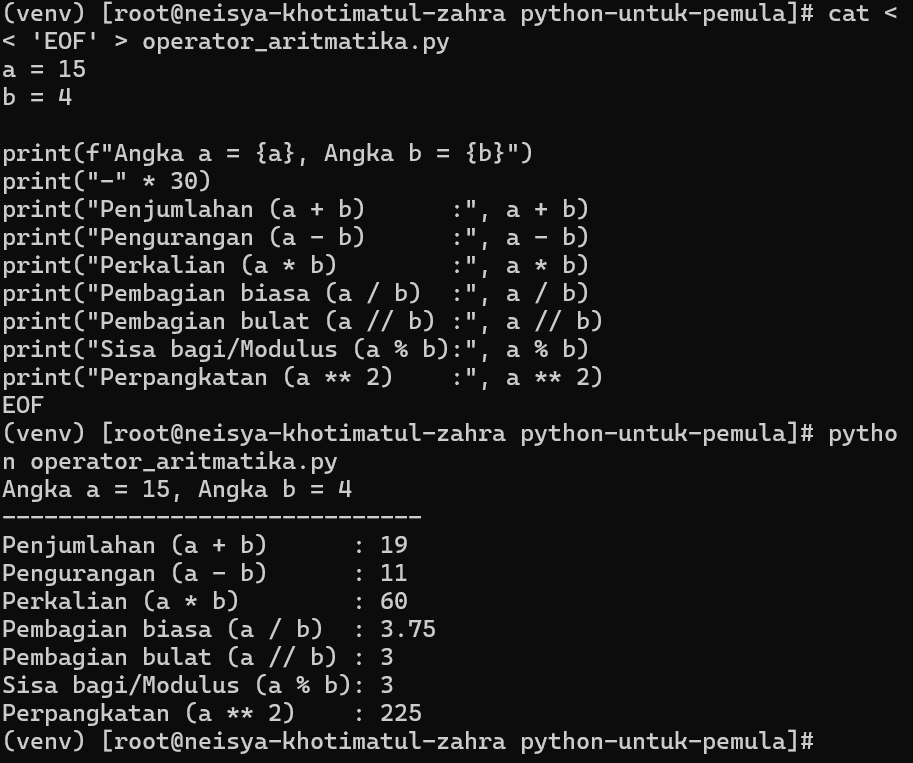 (venv) [root@neisya-khotimatul-zahra python-untuk-pemula]# cat <
< 'EOF' > operator_aritmatika.py
a = 15
b = 4

print(f"Angka a = {a}, Angka b = {b}")
print("-" * 30)
print("Penjumlahan (a + b)      :", a + b)
print("Pengurangan (a - b)      :", a - b)
print("Perkalian (a * b)        :", a * b)
print("Pembagian biasa (a / b)  :", a / b)
print("Pembagian bulat (a // b) :", a // b)
print("Sisa bagi/Modulus (a % b):", a % b)
print("Perpangkatan (a ** 2)    :", a ** 2)
EOF
(venv) [root@neisya-khotimatul-zahra python-untuk-pemula]# pytho
n operator_aritmatika.py
Angka a = 15, Angka b = 4
------------------------------
Penjumlahan (a + b)      : 19
Pengurangan (a - b)      : 11
Perkalian (a * b)        : 60
Pembagian biasa (a / b)  : 3.75
Pembagian bulat (a // b) : 3
Sisa bagi/Modulus (a % b): 3
Perpangkatan (a ** 2)    : 225
(venv) [root@neisya-khotimatul-zahra python-untuk-pemula]#